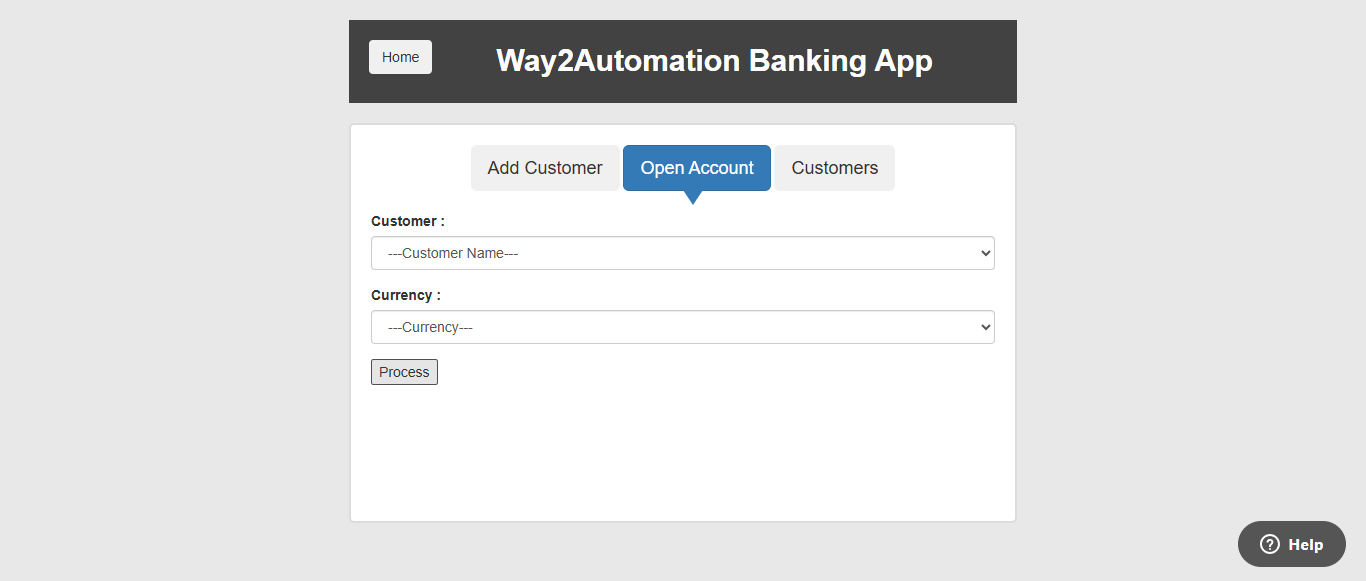 Home
Way2Automation Banking App
Add Customer
Open Account
Customers
Customer :
---Customer Name---
Currency :
---Currency---
Process
? Help